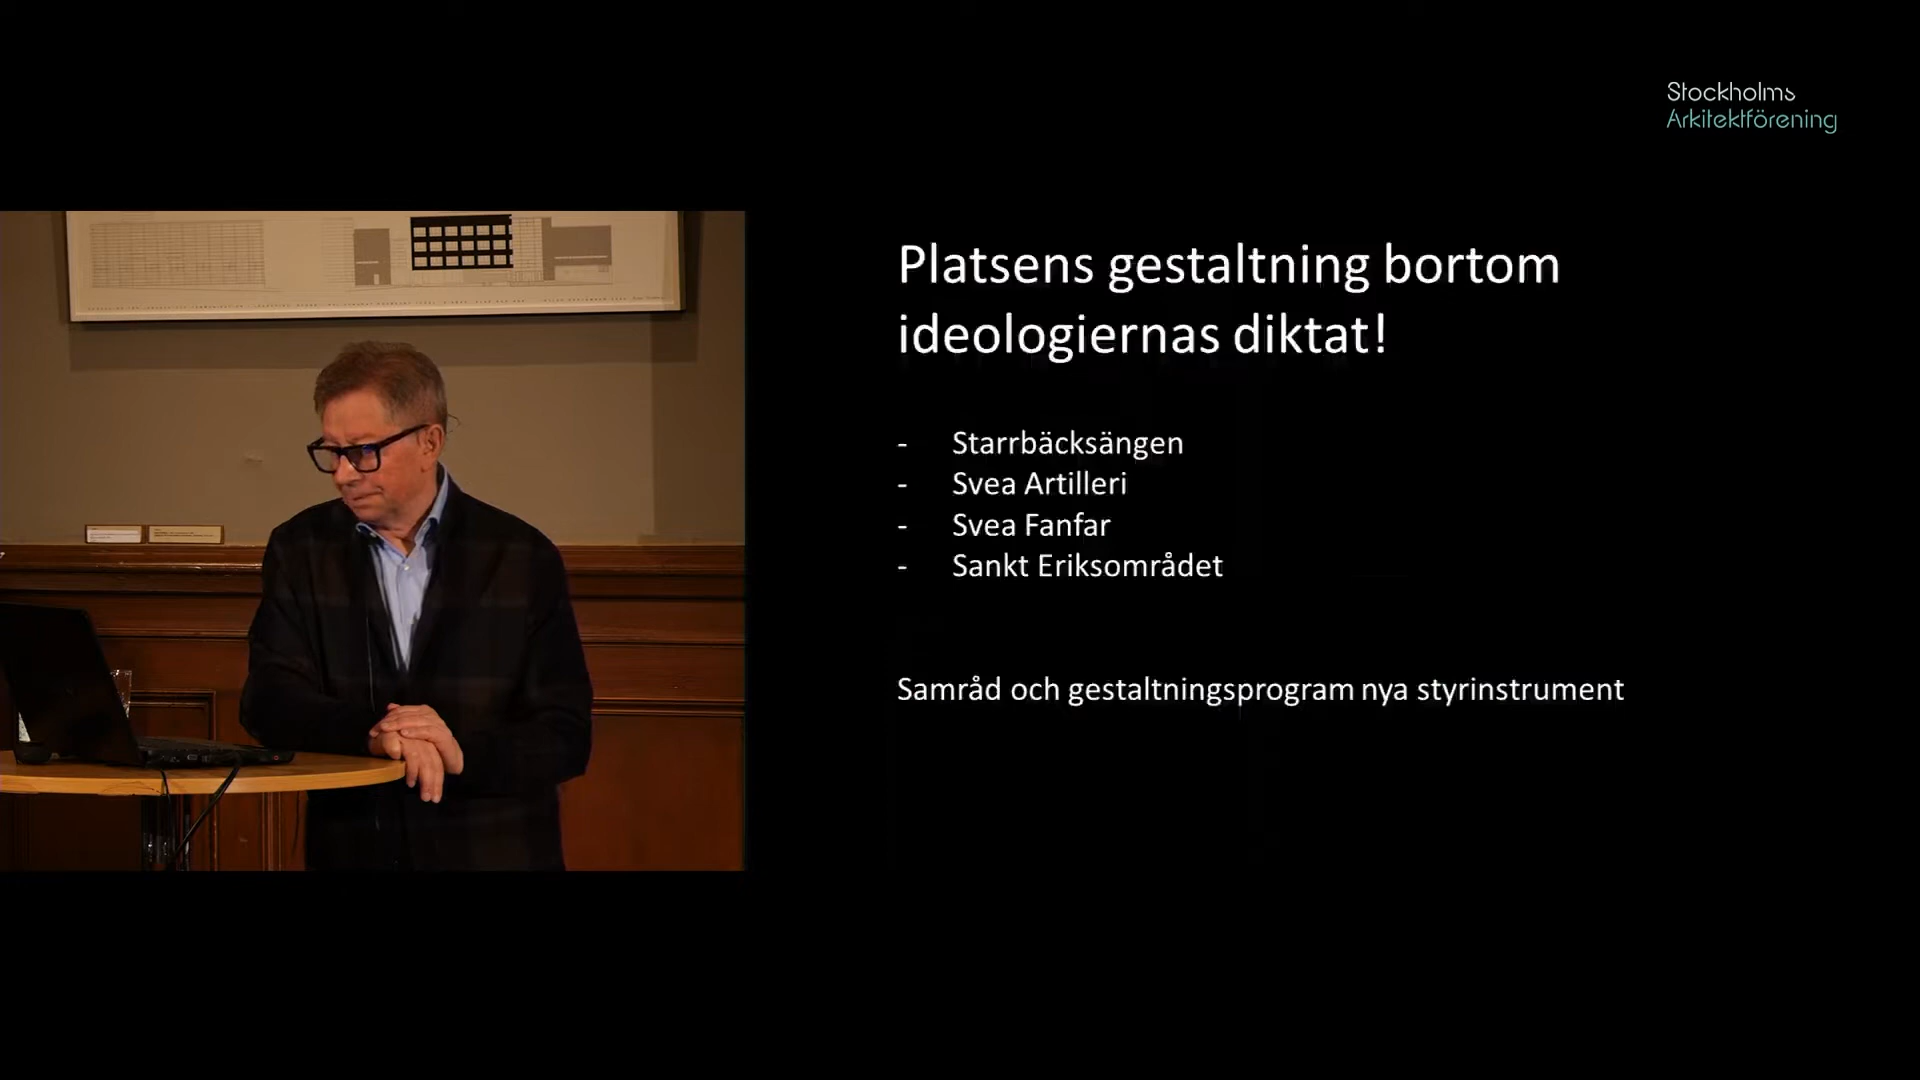 Stockholms
Arkitektförening
Platsens gestaltning bortom
ideologiernas diktat!
- Starrbäcksängen
- Svea Artilleri
- Svea Fanfar
- Sankt Eriksområdet
Samråd och gestaltningsprogram nya styrinstrument